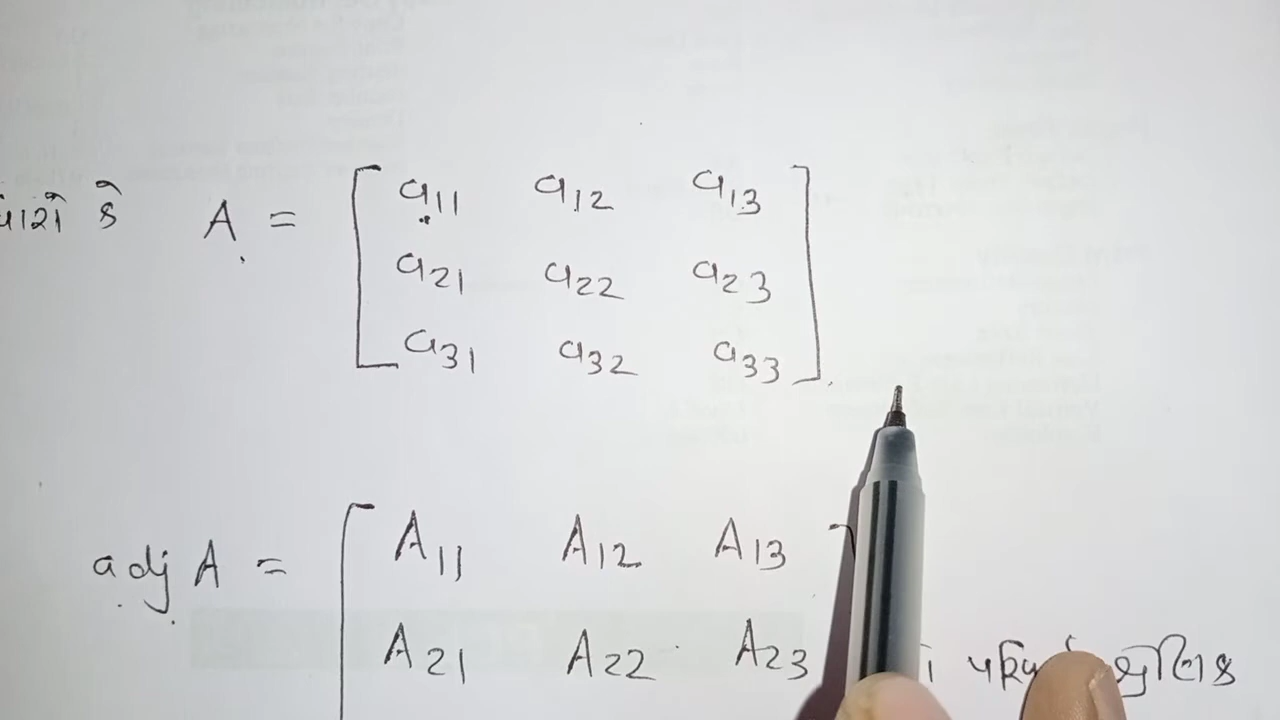 A = [ a11 a12 a13
a21 a22 a23
a31 a32 a33 ]
adj A = [ A11 A12 A13
A21 A22 A23